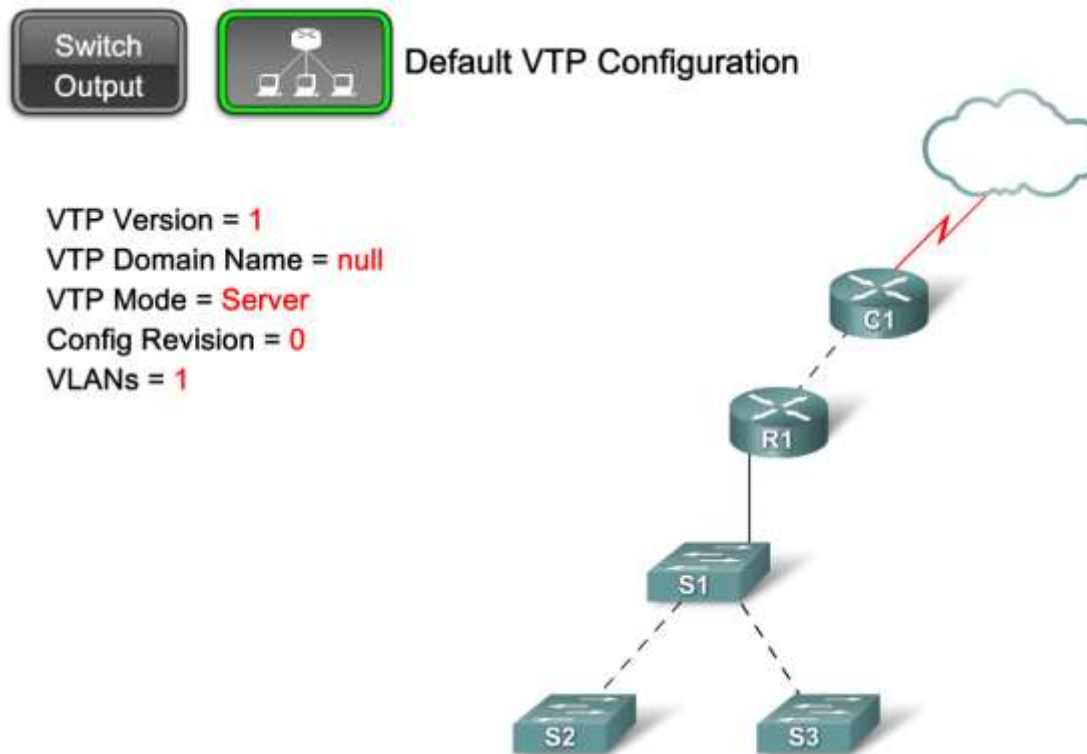 Switch
Output
Default VTP Configuration
VTP Version = 1
VTP Domain Name = null
VTP Mode = Server
Config Revision = 0
VLANs = 1
C1
R1
S1
S2
S3